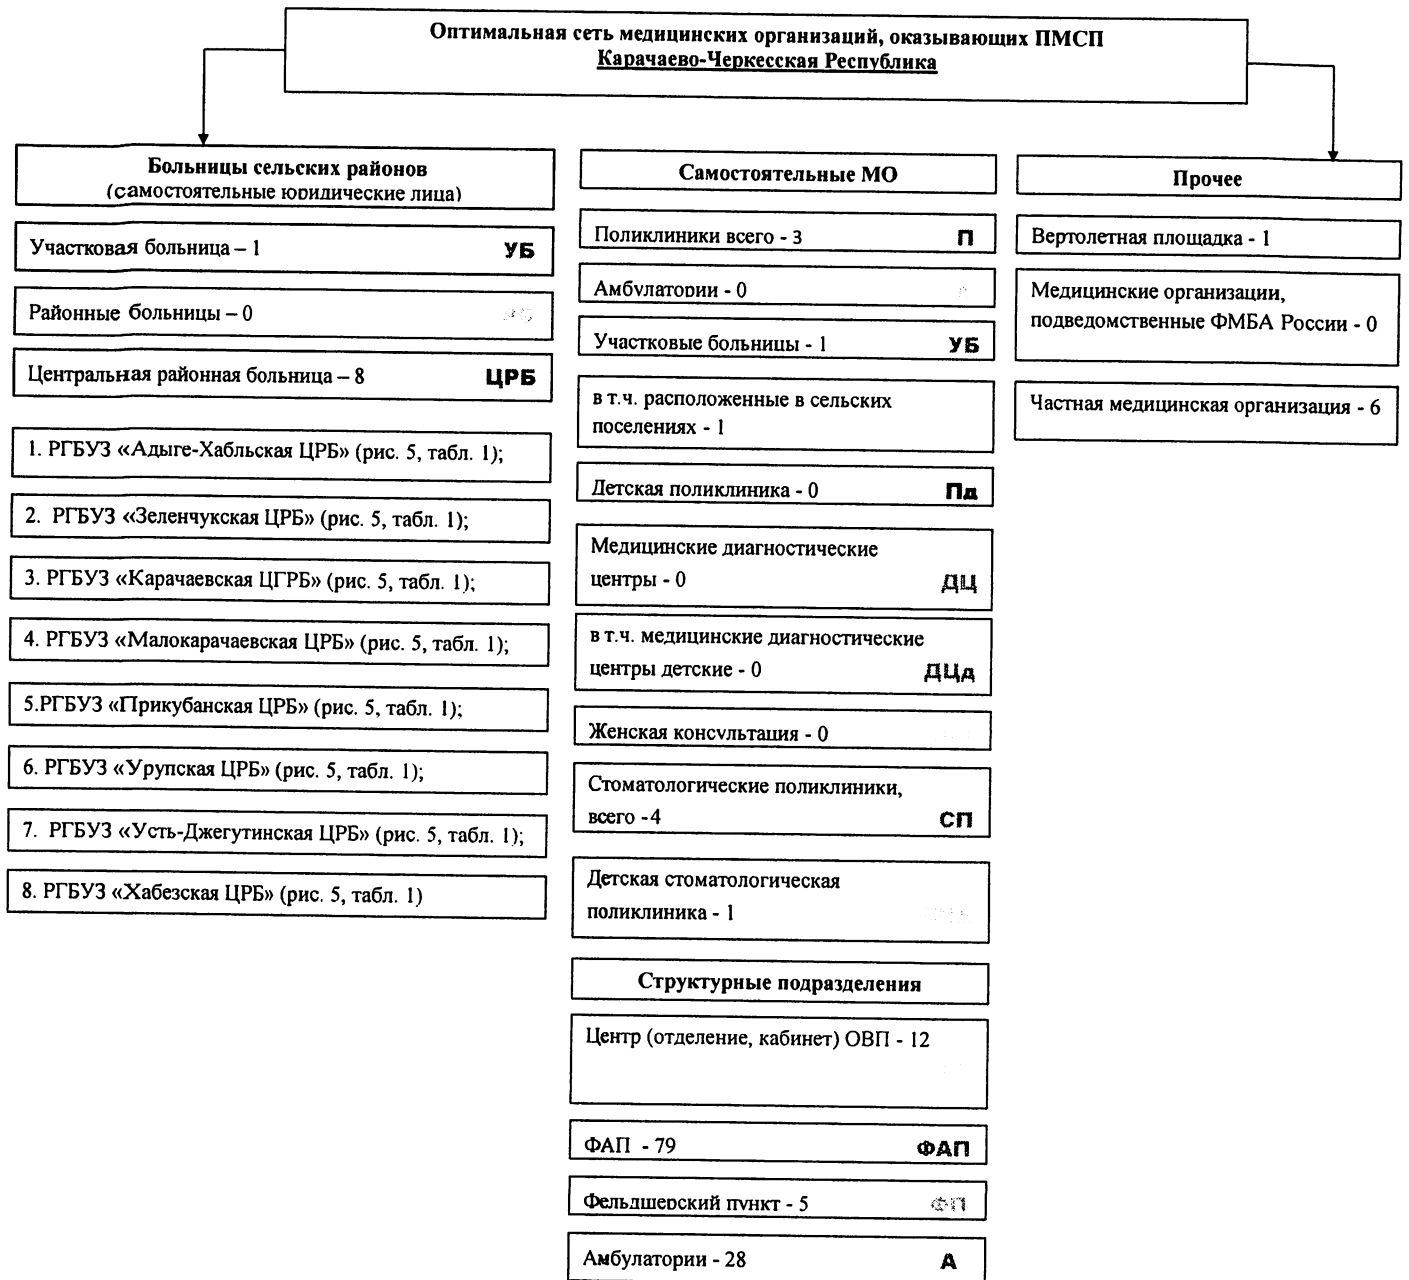 Оптимальная сеть медицинских организаций, оказывающих ПМСП
Карачаево-Черкесская Республика
Больницы сельских районов
(самостоятельные юридические лица)
Участковая больница – 1 УБ
Районные больницы – 0
Центральная районная больница – 8 ЦРБ
1. РГБУЗ «Адыге-Хабльская ЦРБ» (рис. 5, табл. 1);
2. РГБУЗ «Зеленчукская ЦРБ» (рис. 5, табл. 1);
3. РГБУЗ «Карачаевская ЦГРБ» (рис. 5, табл. 1);
4. РГБУЗ «Малокарачаевская ЦРБ» (рис. 5, табл. 1);
5.РГБУЗ «Прикубанская ЦРБ» (рис. 5, табл. 1);
6. РГБУЗ «Урупская ЦРБ» (рис. 5, табл. 1);
7. РГБУЗ «Усть-Джегутинская ЦРБ» (рис. 5, табл. 1);
8. РГБУЗ «Хабезская ЦРБ» (рис. 5, табл. 1)
Самостоятельные МО
Поликлиники всего - 3 П
Амбулатории - 0
Участковые больницы - 1 УБ
в т.ч. расположенные в сельских
поселениях - 1
Детская поликлиника - 0 Пд
Медицинские диагностические
центры - 0 ДЦ
в т.ч. медицинские диагностические
центры детские - 0 ДЦд
Женская консультация - 0
Стоматологические поликлиники,
всего -4 СП
Детская стоматологическая
поликлиника - 1
Структурные подразделения
Центр (отделение, кабинет) ОВП - 12
ФАП - 79 ФАП
Фельдшерский пункт - 5 ФП
Амбулатории - 28 А
Прочее
Вертолетная площадка - 1
Медицинские организации,
подведомственные ФМБА России - 0
Частная медицинская организация - 6